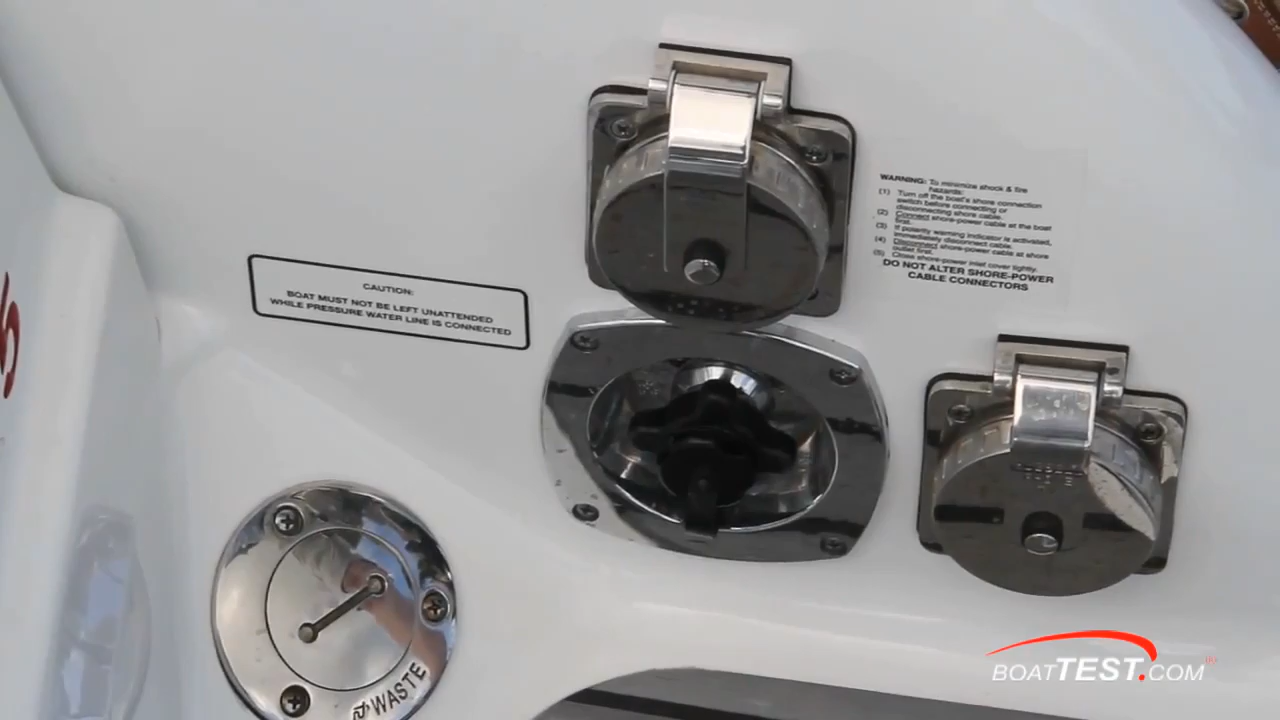 WARNING: To minimize shock & fire
hazards:
(1) Turn off the boat's shore connection
switch before connecting or
disconnecting shore cable.
(2) Connect shore-power cable at the boat
first.
(3) If polarity warning indicator is activated,
immediately disconnect cable.
(4) Disconnect shore-power cable at shore
outlet first.
(5) Close shore-power inlet cover tightly.
DO NOT ALTER SHORE-POWER
CABLE CONNECTORS
CAUTION:
BOAT MUST NOT BE LEFT UNATTENDED
WHILE PRESSURE WATER LINE IS CONNECTED
WASTE
BOATTEST.COM®